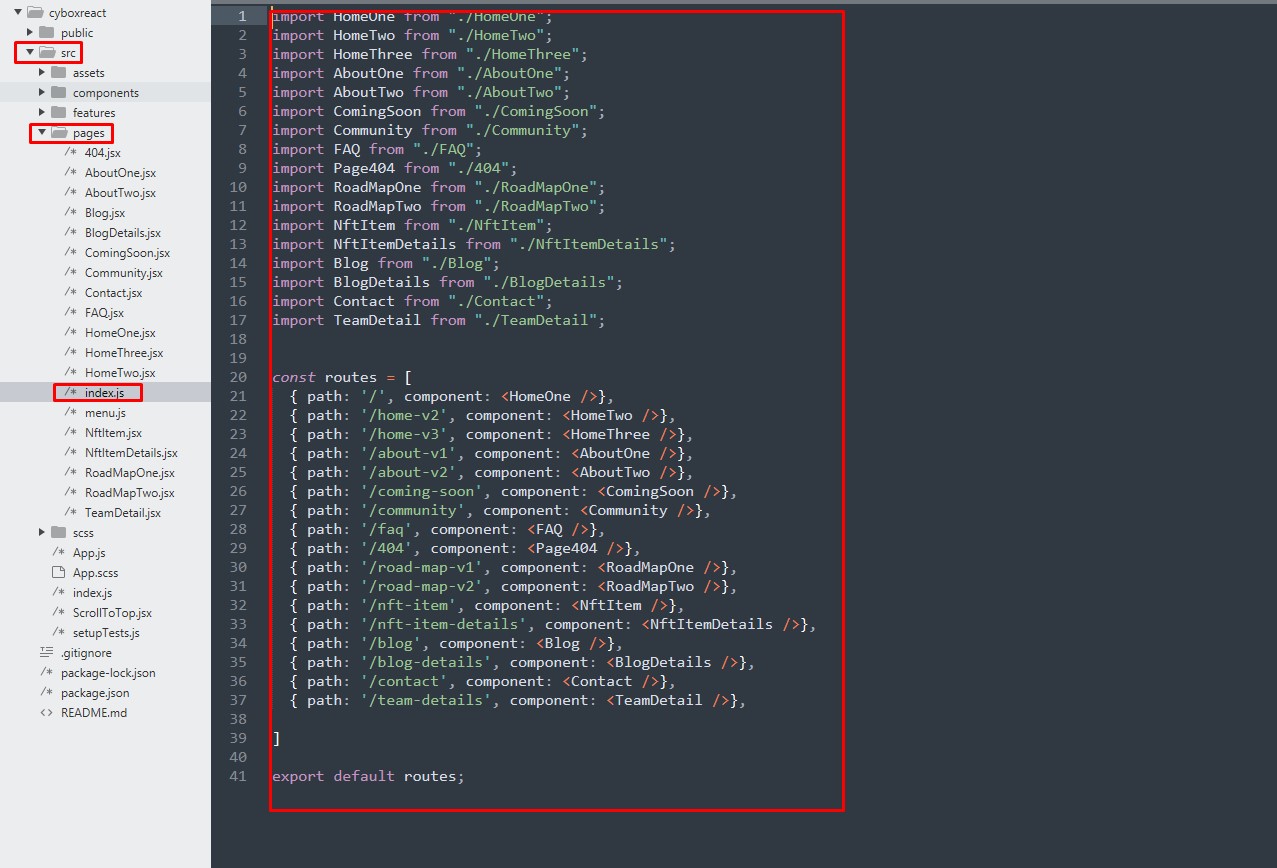 cyboxreact
public
src
assets
components
features
pages
404.jsx
AboutOne.jsx
AboutTwo.jsx
Blog.jsx
BlogDetails.jsx
ComingSoon.jsx
Community.jsx
Contact.jsx
FAQ.jsx
HomeOne.jsx
HomeThree.jsx
HomeTwo.jsx
index.js
menu.js
NftItem.jsx
NftItemDetails.jsx
RoadMapOne.jsx
RoadMapTwo.jsx
TeamDetail.jsx
scss
App.js
App.scss
index.js
ScrollToTop.jsx
setupTests.js
.gitignore
package-lock.json
package.json
README.md
1 import HomeOne from "./HomeOne";
2 import HomeTwo from "./HomeTwo";
3 import HomeThree from "./HomeThree";
4 import AboutOne from "./AboutOne";
5 import AboutTwo from "./AboutTwo";
6 import ComingSoon from "./ComingSoon";
7 import Community from "./Community";
8 import FAQ from "./FAQ";
9 import Page404 from "./404";
10 import RoadMapOne from "./RoadMapOne";
11 import RoadMapTwo from "./RoadMapTwo";
12 import NftItem from "./NftItem";
13 import NftItemDetails from "./NftItemDetails";
14 import Blog from "./Blog";
15 import BlogDetails from "./BlogDetails";
16 import Contact from "./Contact";
17 import TeamDetail from "./TeamDetail";
18
19
20 const routes = [
21 { path: '/', component: <HomeOne />},
22 { path: '/home-v2', component: <HomeTwo />},
23 { path: '/home-v3', component: <HomeThree />},
24 { path: '/about-v1', component: <AboutOne />},
25 { path: '/about-v2', component: <AboutTwo />},
26 { path: '/coming-soon', component: <ComingSoon />},
27 { path: '/community', component: <Community />},
28 { path: '/faq', component: <FAQ />},
29 { path: '/404', component: <Page404 />},
30 { path: '/road-map-v1', component: <RoadMapOne />},
31 { path: '/road-map-v2', component: <RoadMapTwo />},
32 { path: '/nft-item', component: <NftItem />},
33 { path: '/nft-item-details', component: <NftItemDetails />},
34 { path: '/blog', component: <Blog />},
35 { path: '/blog-details', component: <BlogDetails />},
36 { path: '/contact', component: <Contact />},
37 { path: '/team-details', component: <TeamDetail />},
38
39 ]
40
41 export default routes;